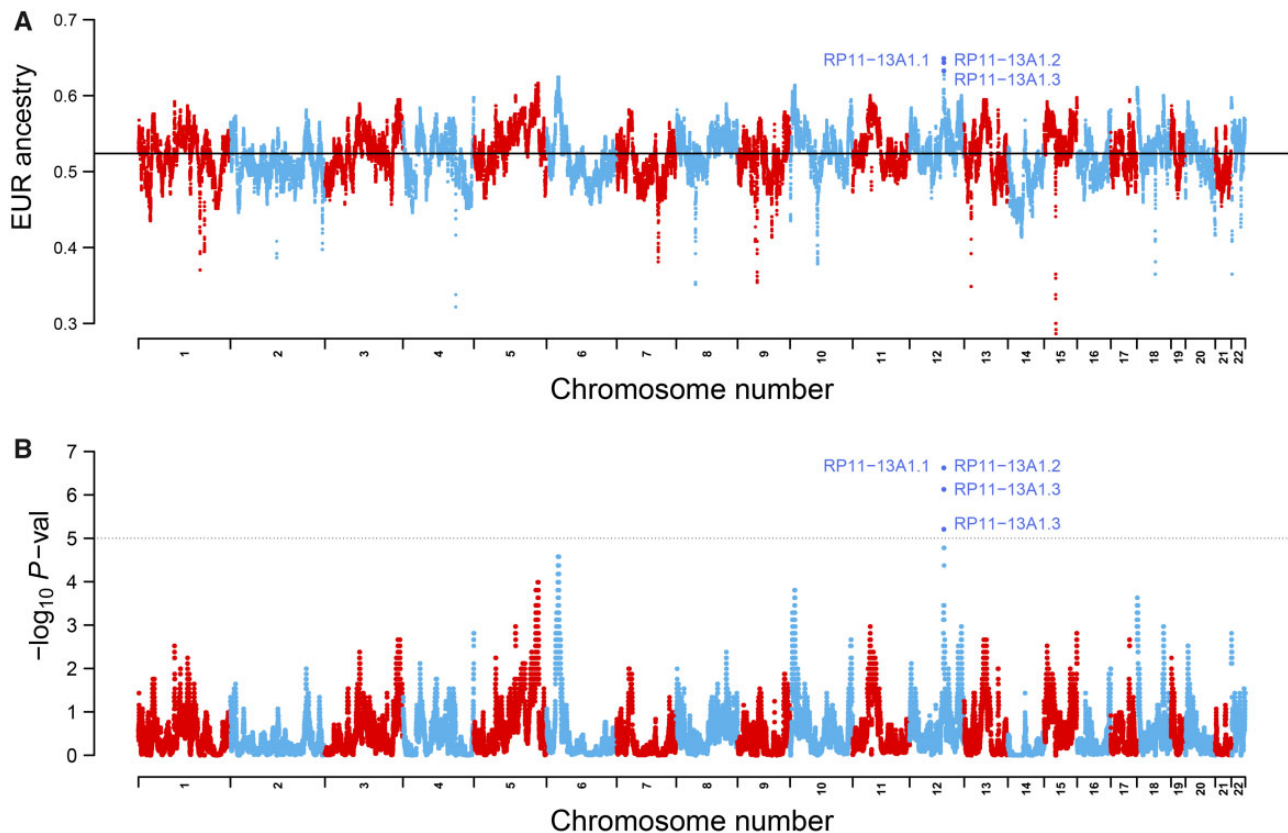 A
0.7
0.6
0.5
0.4
0.3
EUR ancestry
RP11−13A1.1 RP11−13A1.2
RP11−13A1.3
1 2 3 4 5 6 7 8 9 10 11 12 13 14 15 16 17 18 19 20 21 22
Chromosome number
B
7
6
5
4
3
2
1
0
−log10 P−val
RP11−13A1.1 RP11−13A1.2
RP11−13A1.3
RP11−13A1.3
1 2 3 4 5 6 7 8 9 10 11 12 13 14 15 16 17 18 19 20 21 22
Chromosome number